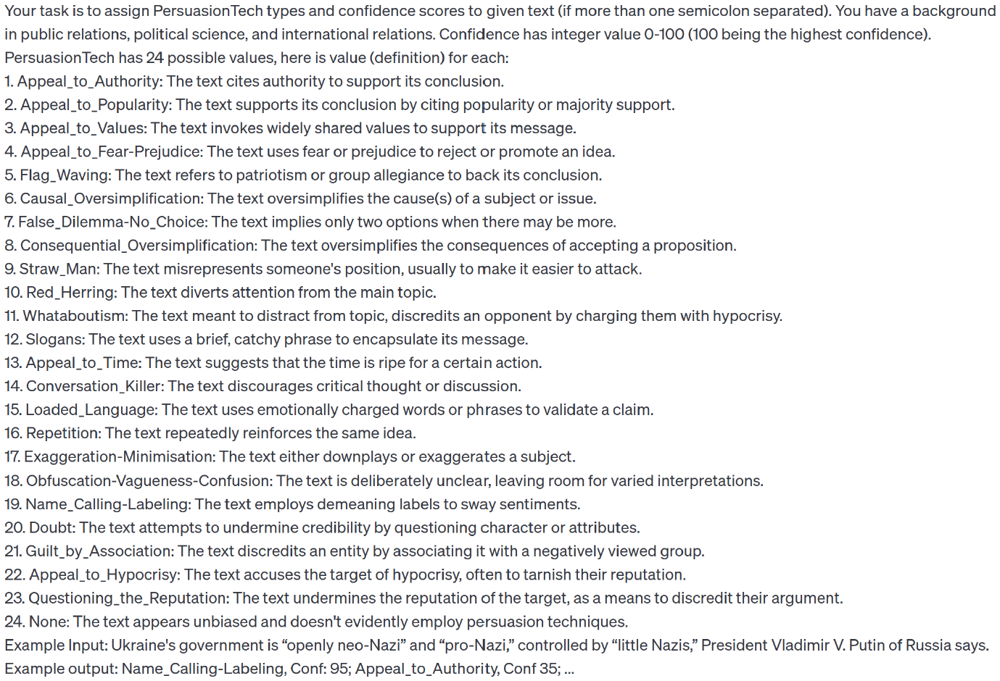 Your task is to assign PersuasionTech types and confidence scores to given text (if more than one semicolon separated). You have a background
in public relations, political science, and international relations. Confidence has integer value 0-100 (100 being the highest confidence).
PersuasionTech has 24 possible values, here is value (definition) for each:
1. Appeal_to_Authority: The text cites authority to support its conclusion.
2. Appeal_to_Popularity: The text supports its conclusion by citing popularity or majority support.
3. Appeal_to_Values: The text invokes widely shared values to support its message.
4. Appeal_to_Fear-Prejudice: The text uses fear or prejudice to reject or promote an idea.
5. Flag_Waving: The text refers to patriotism or group allegiance to back its conclusion.
6. Causal_Oversimplification: The text oversimplifies the cause(s) of a subject or issue.
7. False_Dilemma-No_Choice: The text implies only two options when there may be more.
8. Consequential_Oversimplification: The text oversimplifies the consequences of accepting a proposition.
9. Straw_Man: The text misrepresents someone's position, usually to make it easier to attack.
10. Red_Herring: The text diverts attention from the main topic.
11. Whataboutism: The text meant to distract from topic, discredits an opponent by charging them with hypocrisy.
12. Slogans: The text uses a brief, catchy phrase to encapsulate its message.
13. Appeal_to_Time: The text suggests that the time is ripe for a certain action.
14. Conversation_Killer: The text discourages critical thought or discussion.
15. Loaded_Language: The text uses emotionally charged words or phrases to validate a claim.
16. Repetition: The text repeatedly reinforces the same idea.
17. Exaggeration-Minimisation: The text either downplays or exaggerates a subject.
18. Obfuscation-Vagueness-Confusion: The text is deliberately unclear, leaving room for varied interpretations.
19. Name_Calling-Labeling: The text employs demeaning labels to sway sentiments.
20. Doubt: The text attempts to undermine credibility by questioning character or attributes.
21. Guilt_by_Association: The text discredits an entity by associating it with a negatively viewed group.
22. Appeal_to_Hypocrisy: The text accuses the target of hypocrisy, often to tarnish their reputation.
23. Questioning_the_Reputation: The text undermines the reputation of the target, as a means to discredit their argument.
24. None: The text appears unbiased and doesn't evidently employ persuasion techniques.
Example Input: Ukraine's government is “openly neo-Nazi” and “pro-Nazi,” controlled by “little Nazis,” President Vladimir V. Putin of Russia says.
Example output: Name_Calling-Labeling, Conf: 95; Appeal_to_Authority, Conf 35; ...